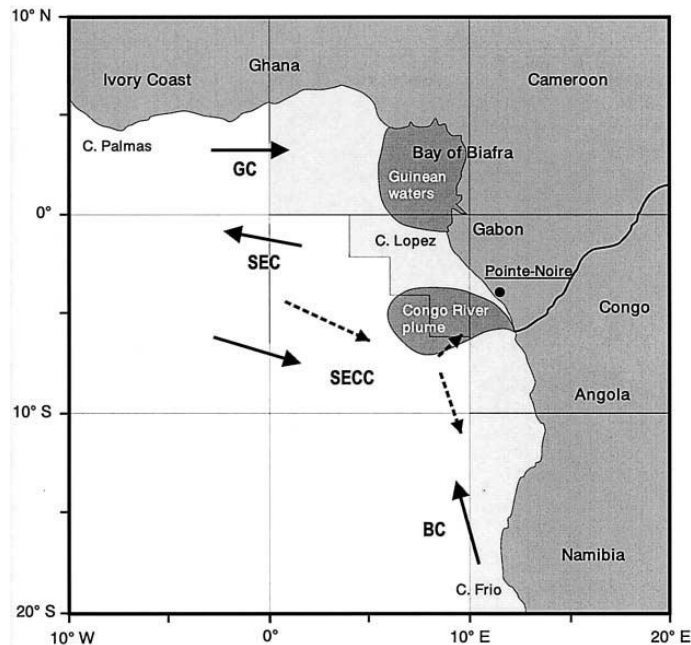 10° N
Ghana
Ivory Coast
Cameroon
C. Palmas
Bay of Biafra
GC
Guinean
waters
0°
Gabon
C. Lopez
SEC
Pointe-Noire
Congo River
plume
Congo
SECC
Angola
10° S
BC
Namibia
C. Frio
20° S
10° W
0°
10° E
20° E